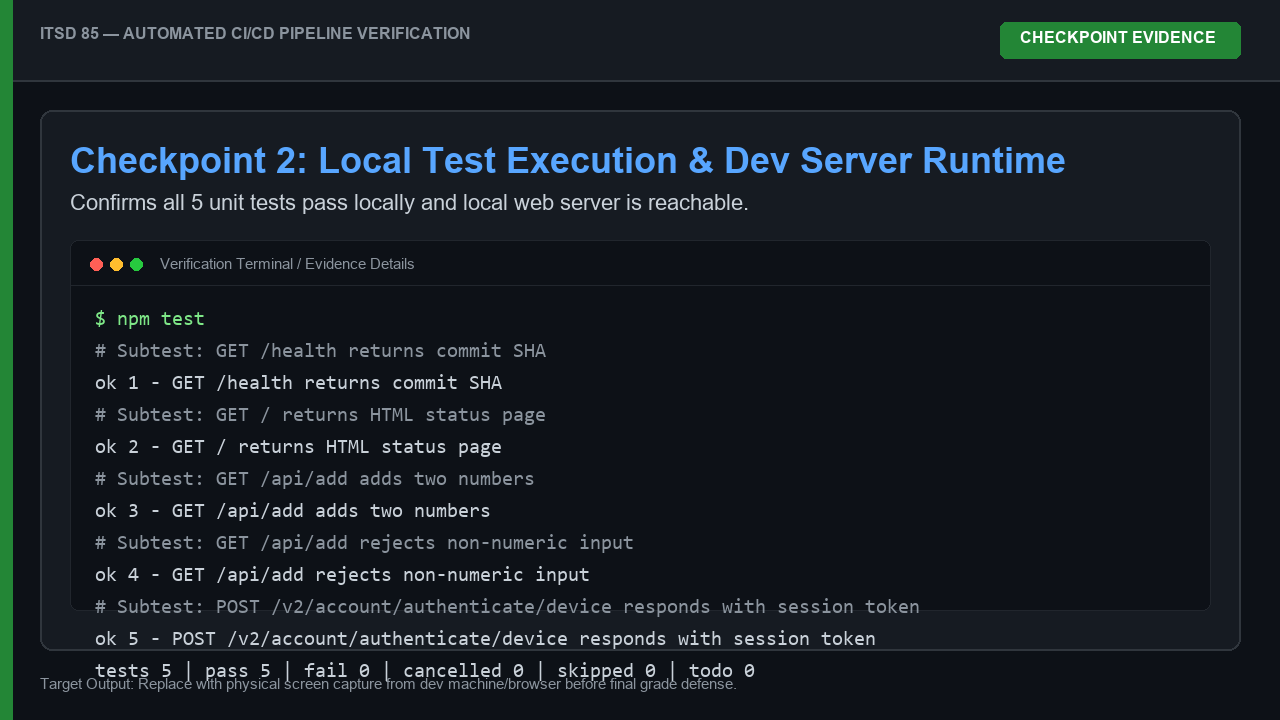 ITSD 85 — AUTOMATED CI/CD PIPELINE VERIFICATION
CHECKPOINT EVIDENCE
Checkpoint 2: Local Test Execution & Dev Server Runtime
Confirms all 5 unit tests pass locally and local web server is reachable.
Verification Terminal / Evidence Details
$ npm test
# Subtest: GET /health returns commit SHA
ok 1 - GET /health returns commit SHA
# Subtest: GET / returns HTML status page
ok 2 - GET / returns HTML status page
# Subtest: GET /api/add adds two numbers
ok 3 - GET /api/add adds two numbers
# Subtest: GET /api/add rejects non-numeric input
ok 4 - GET /api/add rejects non-numeric input
# Subtest: POST /v2/account/authenticate/device responds with session token
ok 5 - POST /v2/account/authenticate/device responds with session token
tests 5 | pass 5 | fail 0 | cancelled 0 | skipped 0 | todo 0
Target Output: Replace with physical screen capture from dev machine/browser before final grade defense.